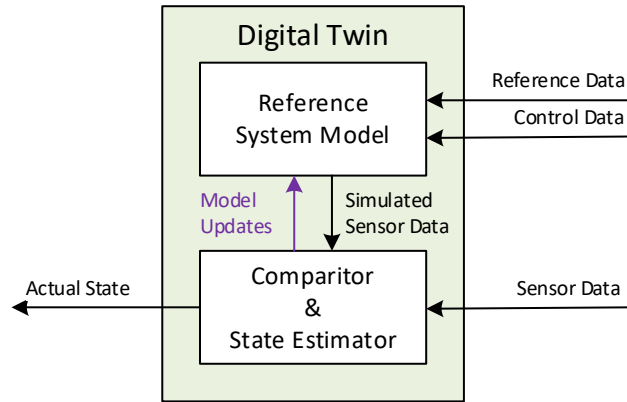 Digital Twin
Reference
System Model
Reference Data
Control Data
Model
Updates
Simulated
Sensor Data
Actual State
Comparitor
&
State Estimator
Sensor Data